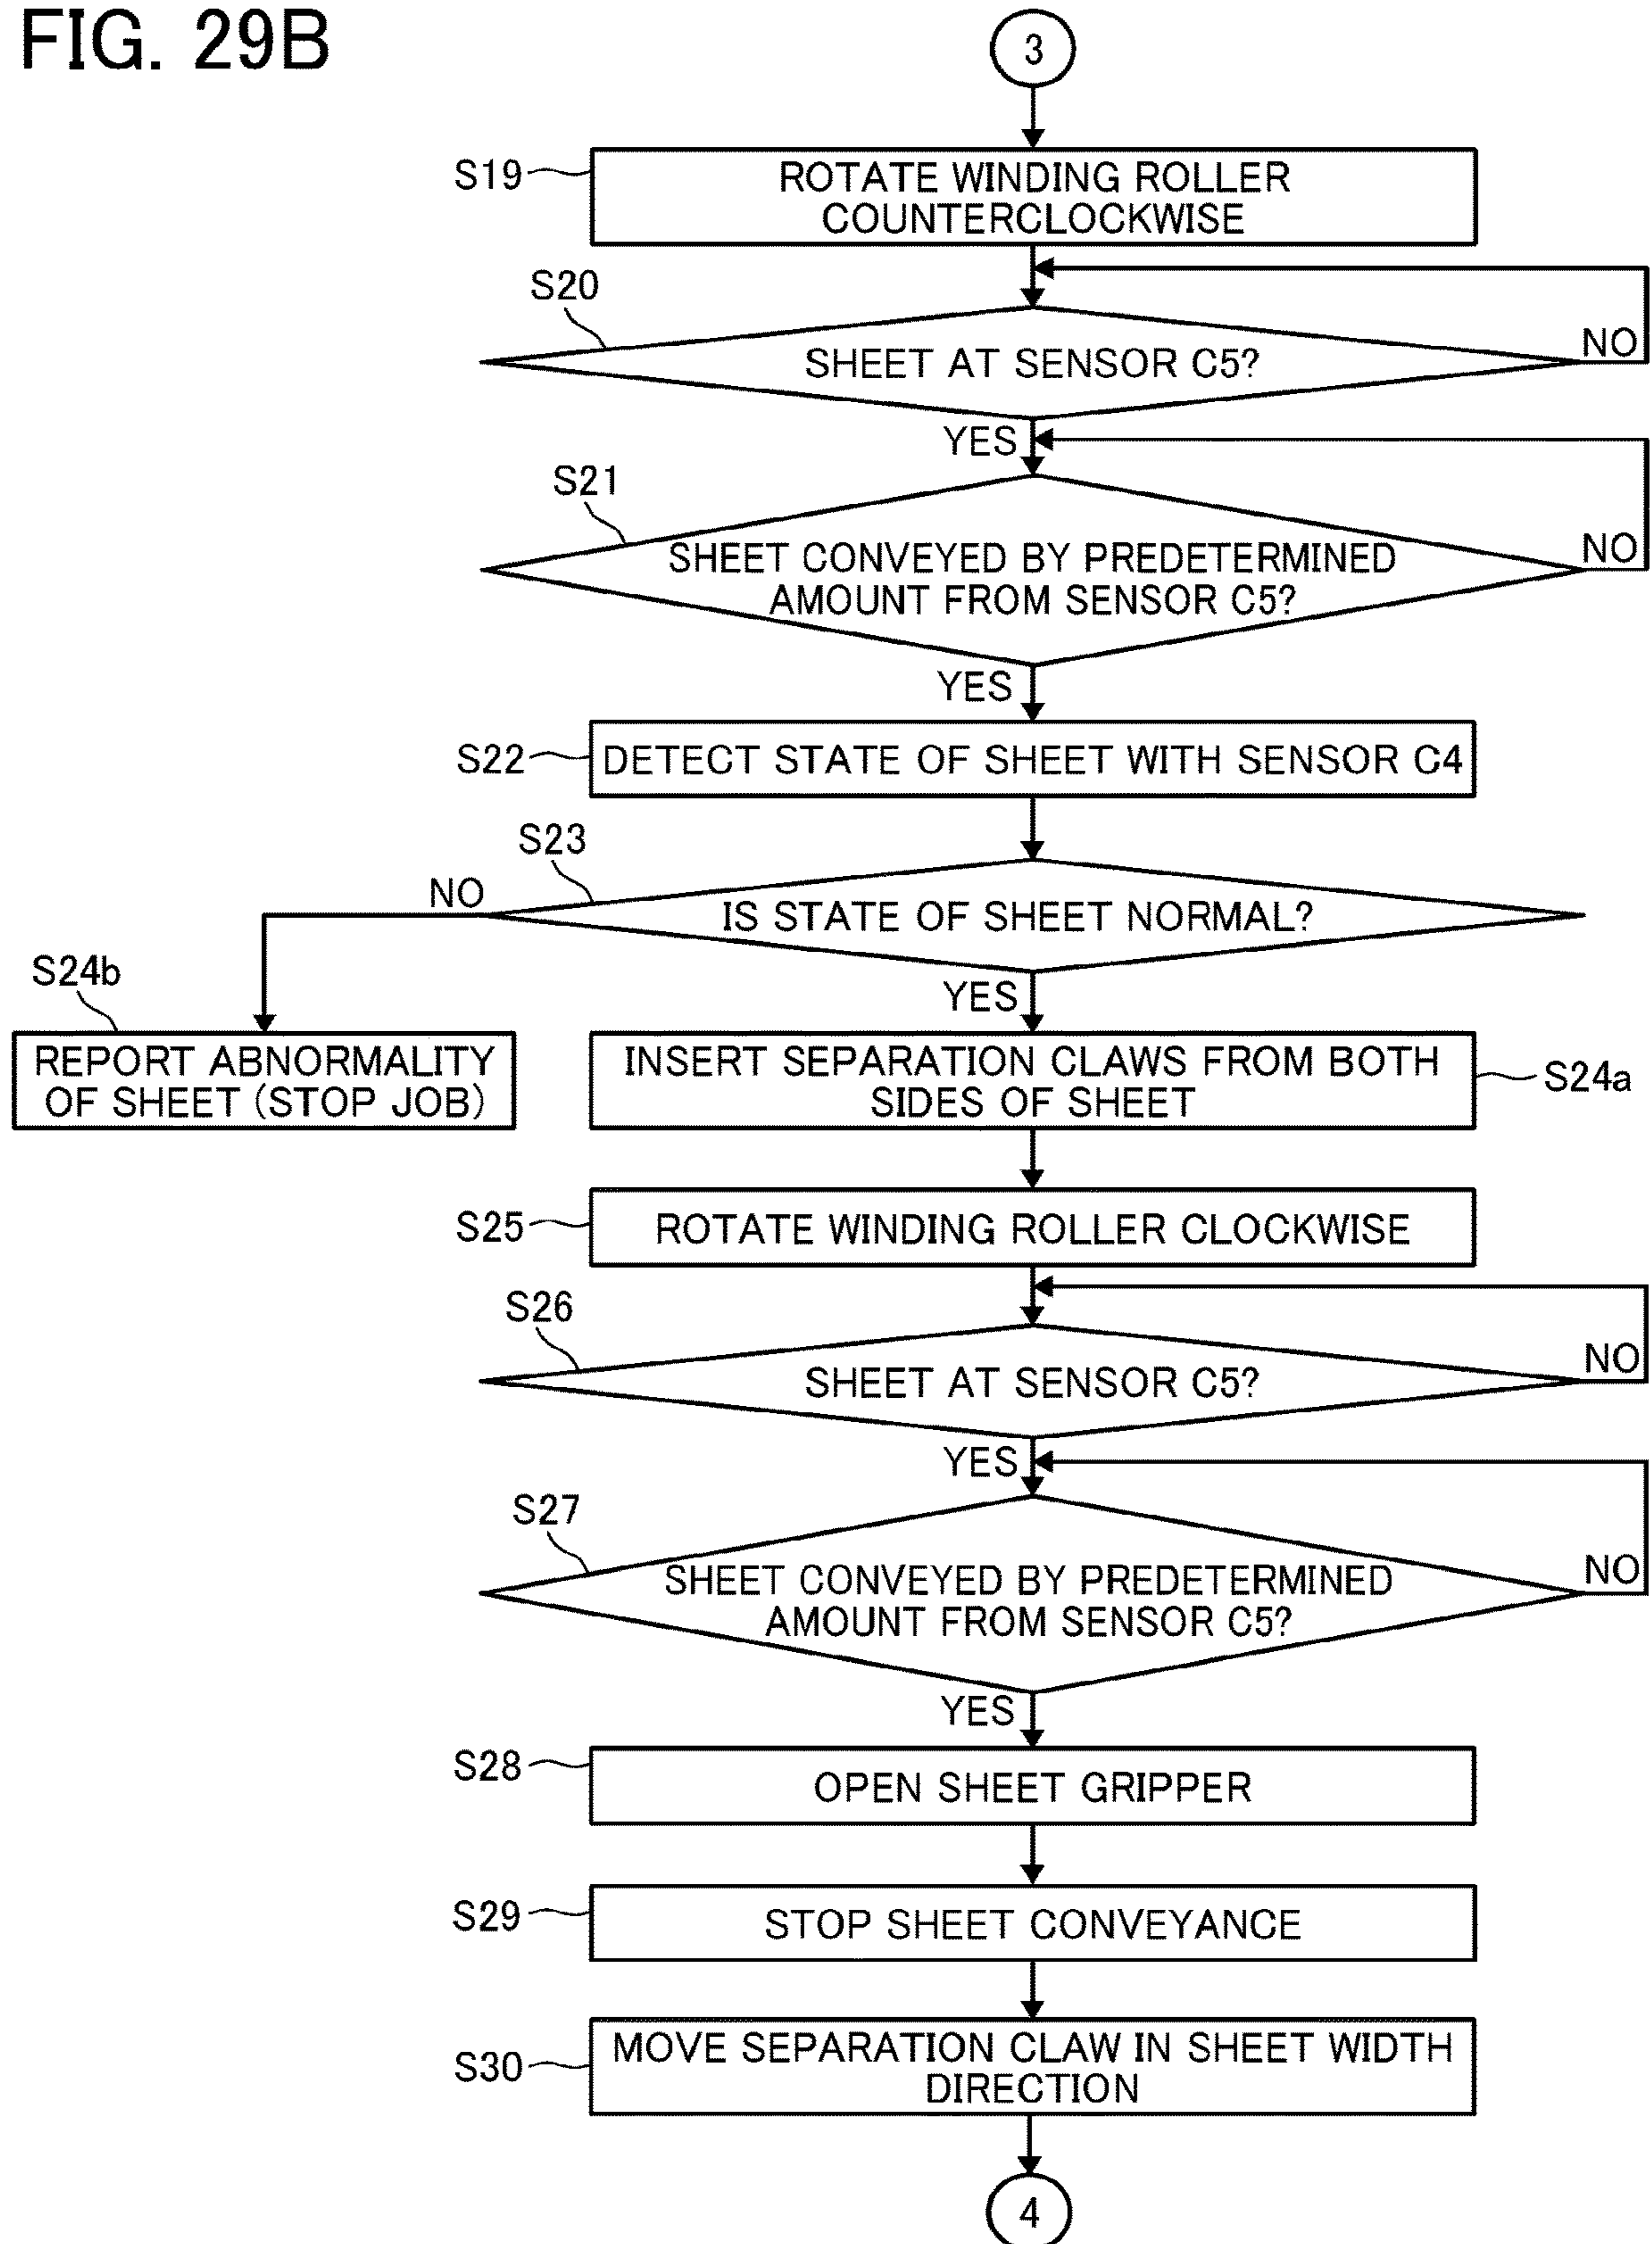 FIG. 29B
3
S19
ROTATE WINDING ROLLER
COUNTERCLOCKWISE
S20
SHEET AT SENSOR C5?
NO
YES
S21
SHEET CONVEYED BY PREDETERMINED
AMOUNT FROM SENSOR C5?
NO
YES
S22
DETECT STATE OF SHEET WITH SENSOR C4
S23
IS STATE OF SHEET NORMAL?
NO
YES
S24b
REPORT ABNORMALITY
OF SHEET (STOP JOB)
INSERT SEPARATION CLAWS FROM BOTH
SIDES OF SHEET
S24a
S25
ROTATE WINDING ROLLER CLOCKWISE
S26
SHEET AT SENSOR C5?
NO
YES
S27
SHEET CONVEYED BY PREDETERMINED
AMOUNT FROM SENSOR C5?
NO
YES
S28
OPEN SHEET GRIPPER
S29
STOP SHEET CONVEYANCE
S30
MOVE SEPARATION CLAW IN SHEET WIDTH
DIRECTION
4